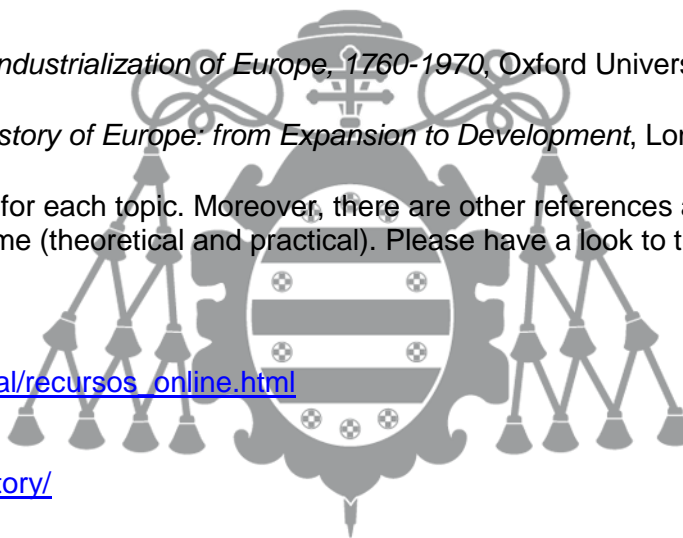 ndustrialization of Europe, 1760-1970, Oxford Univers
story of Europe: from Expansion to Development, Lon
for each topic. Moreover, there are other references a
me (theoretical and practical). Please have a look to t
al/recursos_online.html
tory/